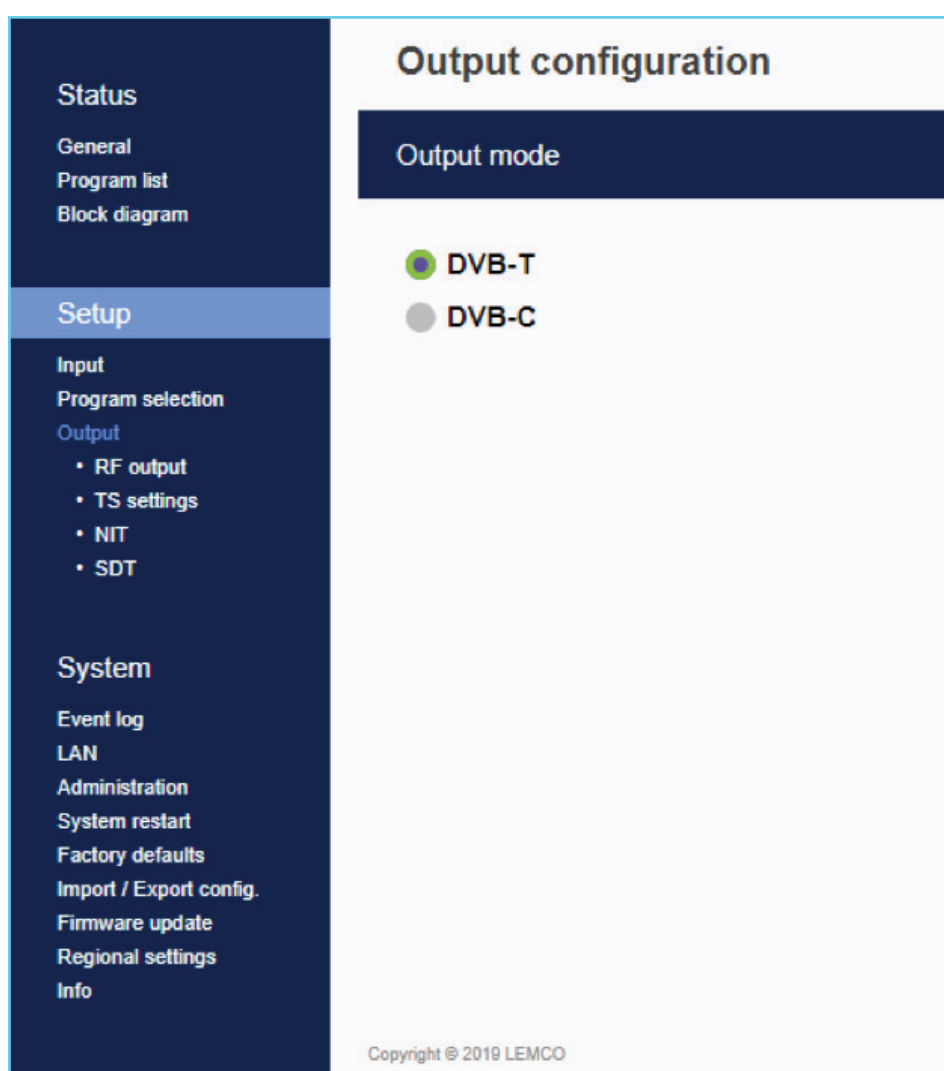 Status
General
Program list
Block diagram
Setup
Input
Program selection
Output
• RF output
• TS settings
• NIT
• SDT
System
Event log
LAN
Administration
System restart
Factory defaults
Import / Export config.
Firmware update
Regional settings
Info
Output configuration
Output mode
DVB-T
DVB-C
Copyright © 2019 LEMCO